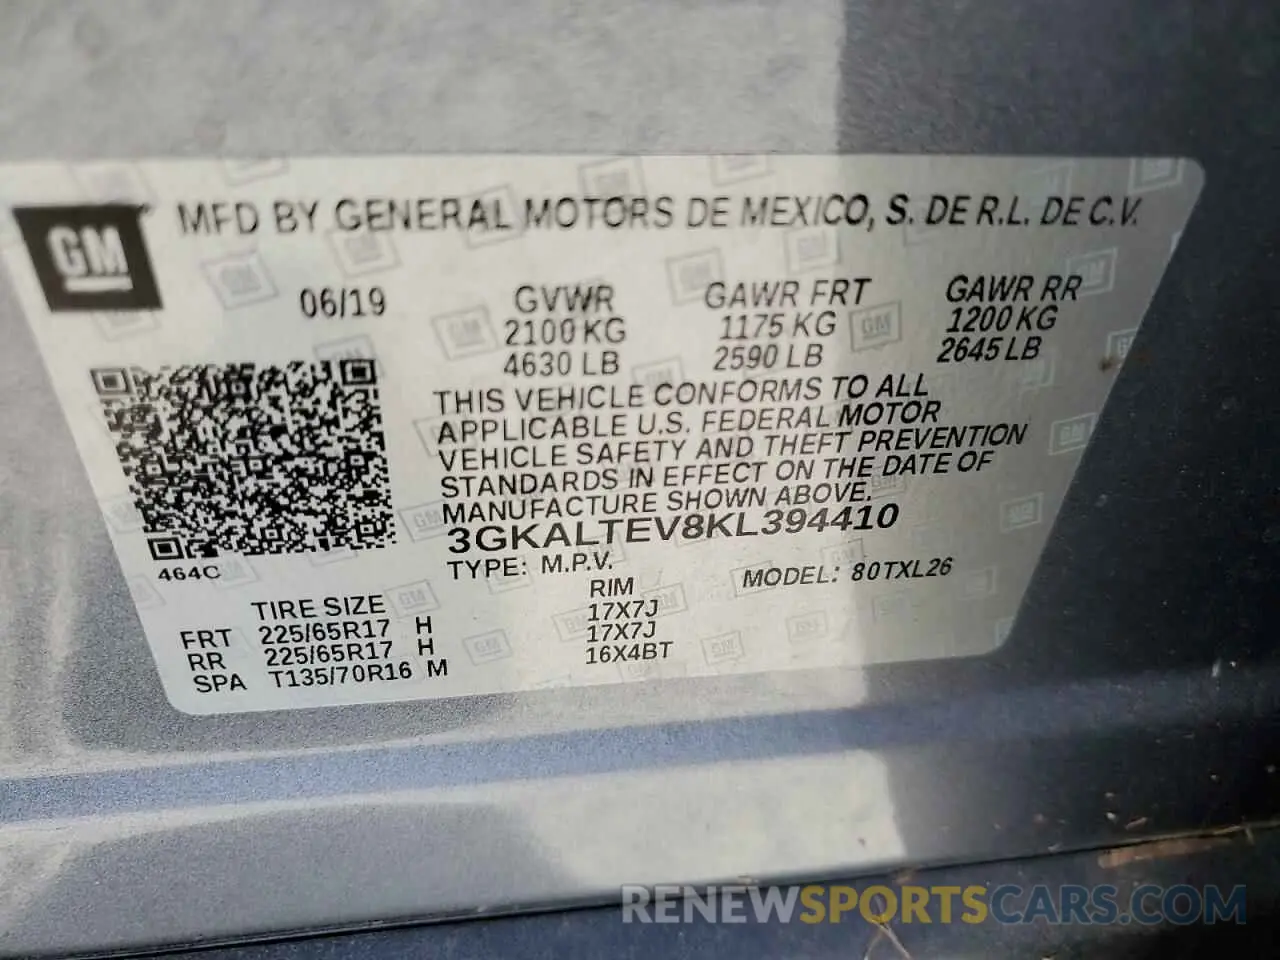 GM
MFD BY GENERAL MOTORS DE MEXICO, S. DE R.L. DE C.V.
06/19
GVWR GAWR FRT GAWR RR
2100 KG 1175 KG 1200 KG
4630 LB 2590 LB 2645 LB
THIS VEHICLE CONFORMS TO ALL
APPLICABLE U.S. FEDERAL MOTOR
VEHICLE SAFETY AND THEFT PREVENTION
STANDARDS IN EFFECT ON THE DATE OF
MANUFACTURE SHOWN ABOVE.
3GKALTEV8KL394410
464C
TYPE: M.P.V. MODEL: 80TXL26
TIRE SIZE RIM
FRT 225/65R17 H 17X7J
RR 225/65R17 H 17X7J
SPA T135/70R16 M 16X4BT
RENEWSPORTSCARS.COM